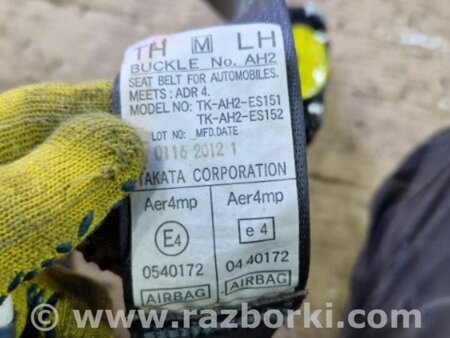 TH M LH
BUCKLE No. AH2
SEAT BELT FOR AUTOMOBILES.
MEETS: ADR 4.
MODEL NO: TK-AH2-ES151
TK-AH2-ES152
LOT NO: MFD.DATE
0116 2012 1
TAKATA CORPORATION
Aer4mp Aer4mp
E4 e 4
0540172 0440172
AIRBAG AIRBAG
www.razborki.com